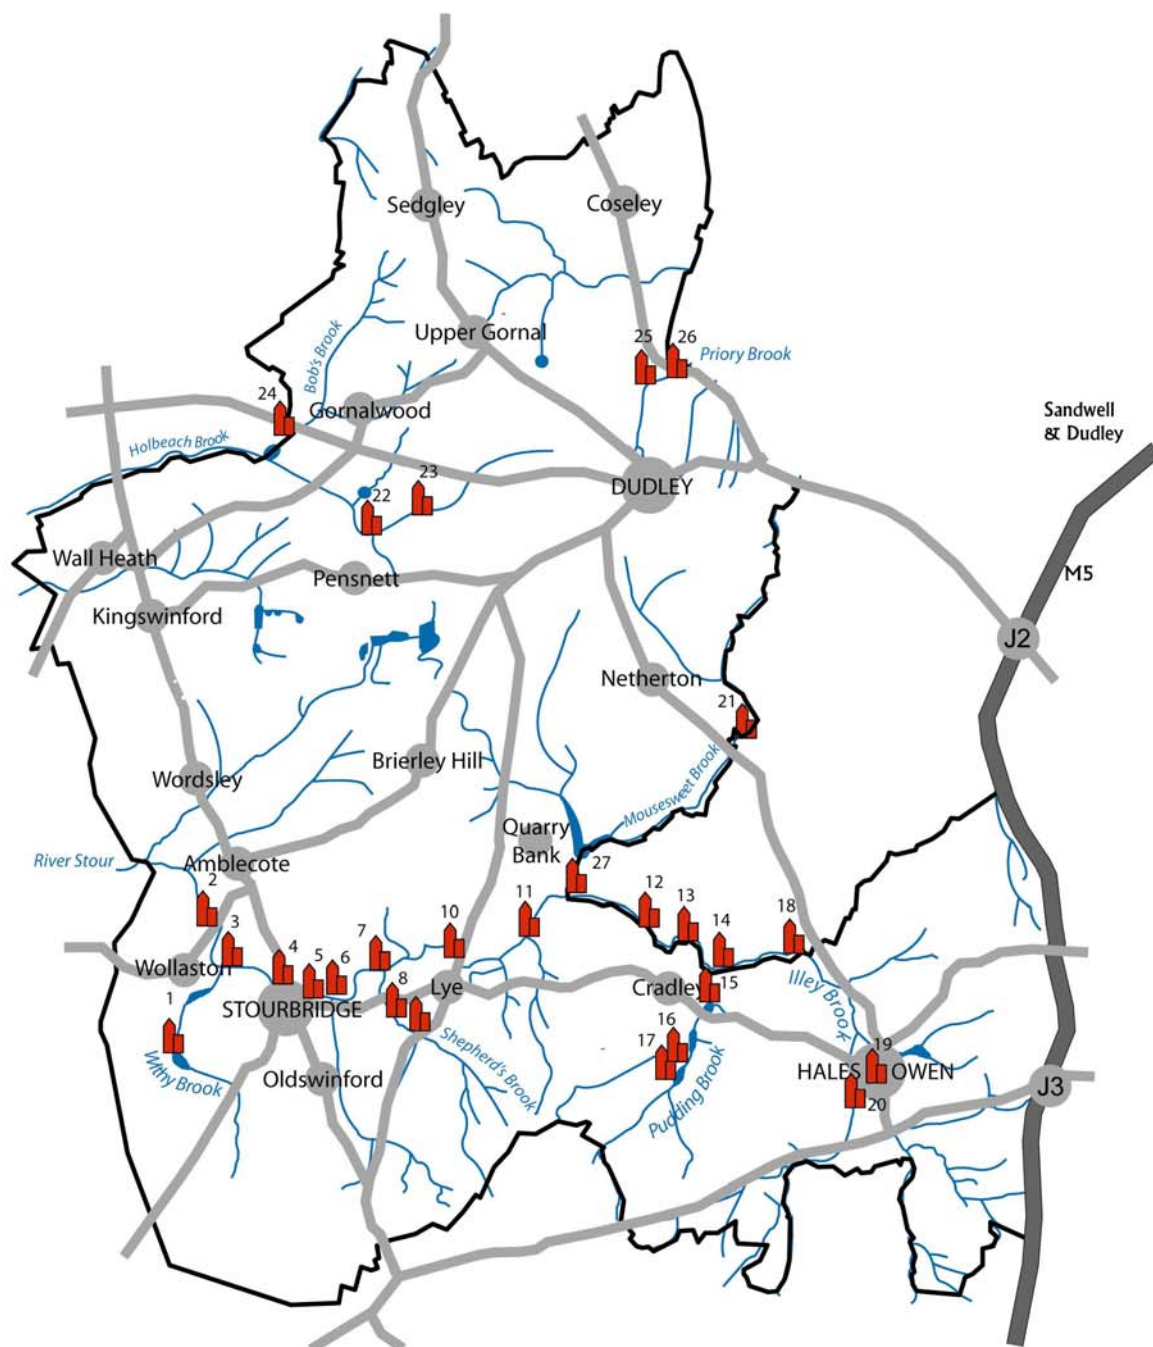 Sedgley
Coseley
Upper Gornal
25
26
Priory Brook
Bob's Brook
24
Gornalwood
Sandwell
& Dudley
Holbeach Brook
23
22
DUDLEY
Wall Heath
Pensnett
M5
Kingswinford
J2
Netherton
21
Brierley Hill
Wordsley
Mousesweet Brook
Quarry
Bank
River Stour
Amblecote
27
2
12
11
13
18
3
10
14
7
4
5
6
Wollaston
8
Lye
Cradley
15
Illey Brook
1
STOURBRIDGE
16
17
Shepherd's Brook
19
HALES OWEN
Withy Brook
Oldswinford
J3
20
Pudding Brook